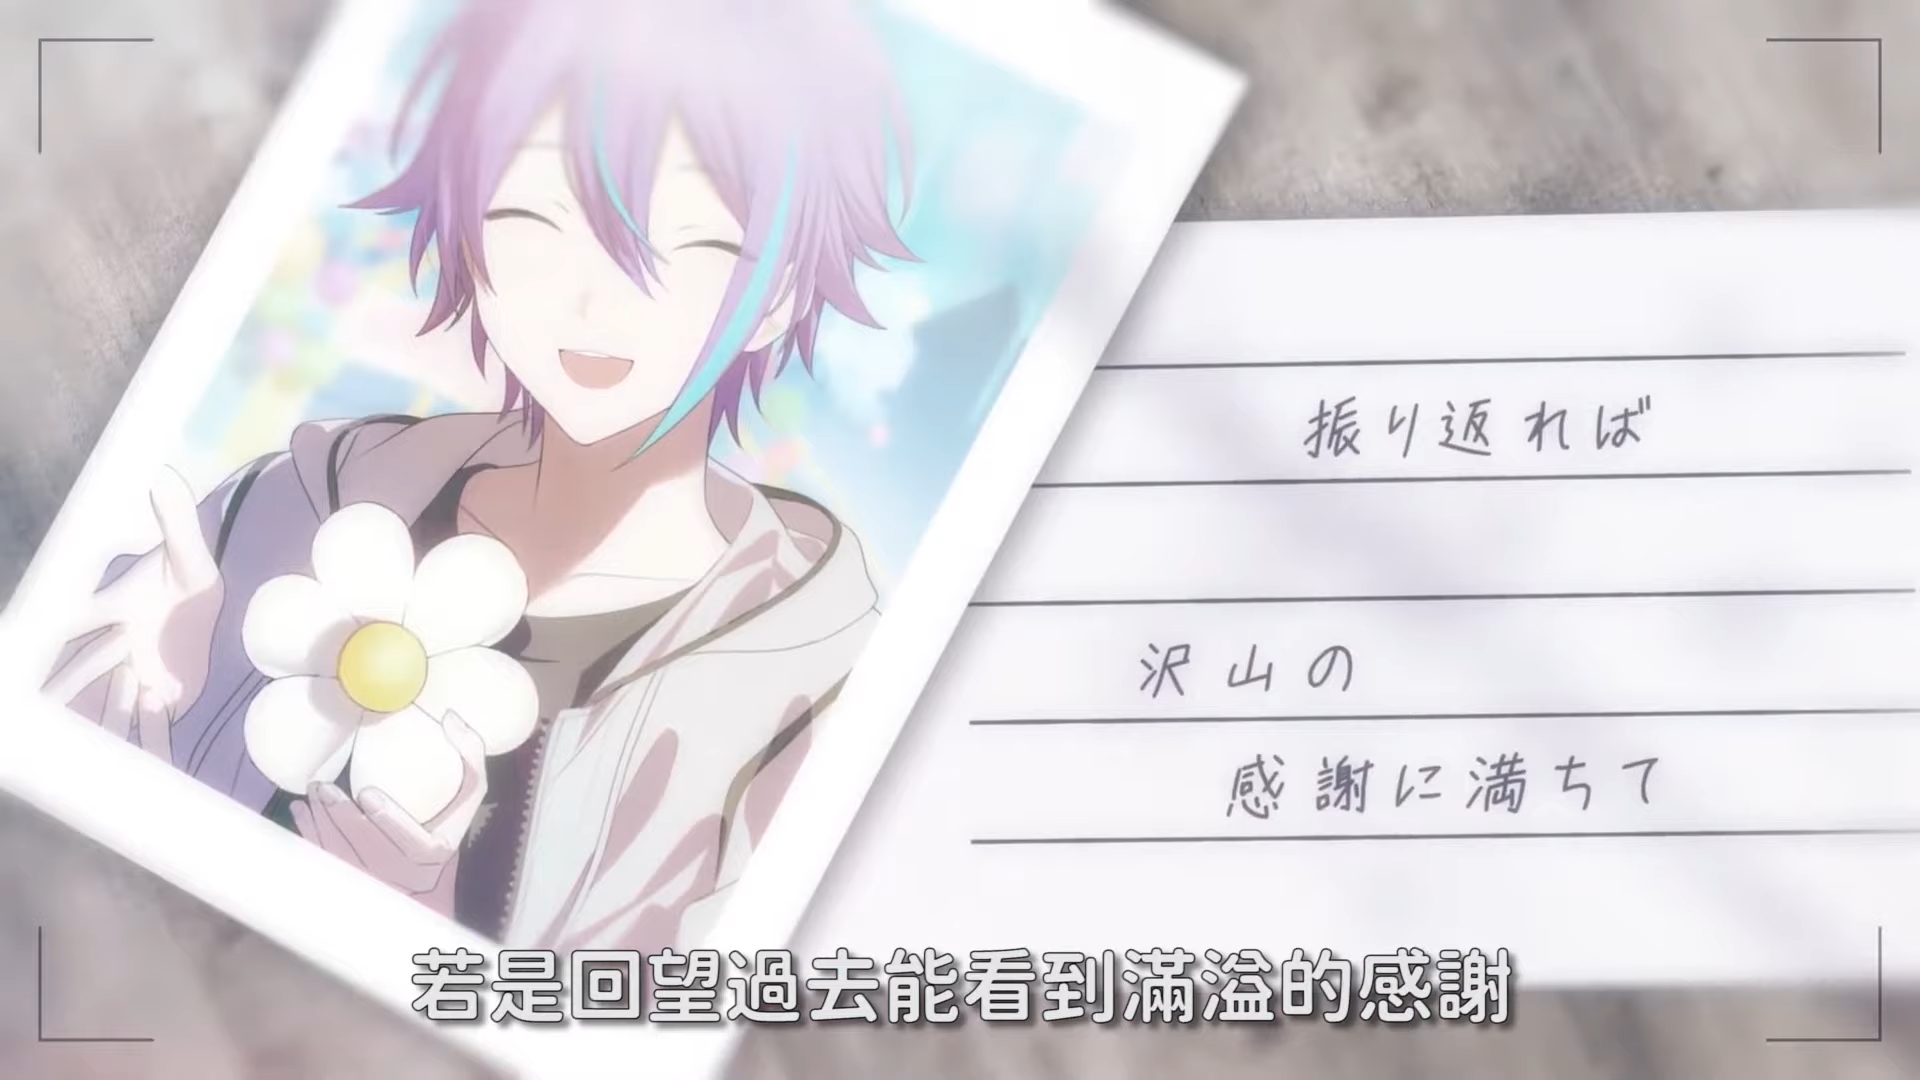 振り返れば
沢山の
感謝に満ちて
若是回望過去能看到滿溢的感謝